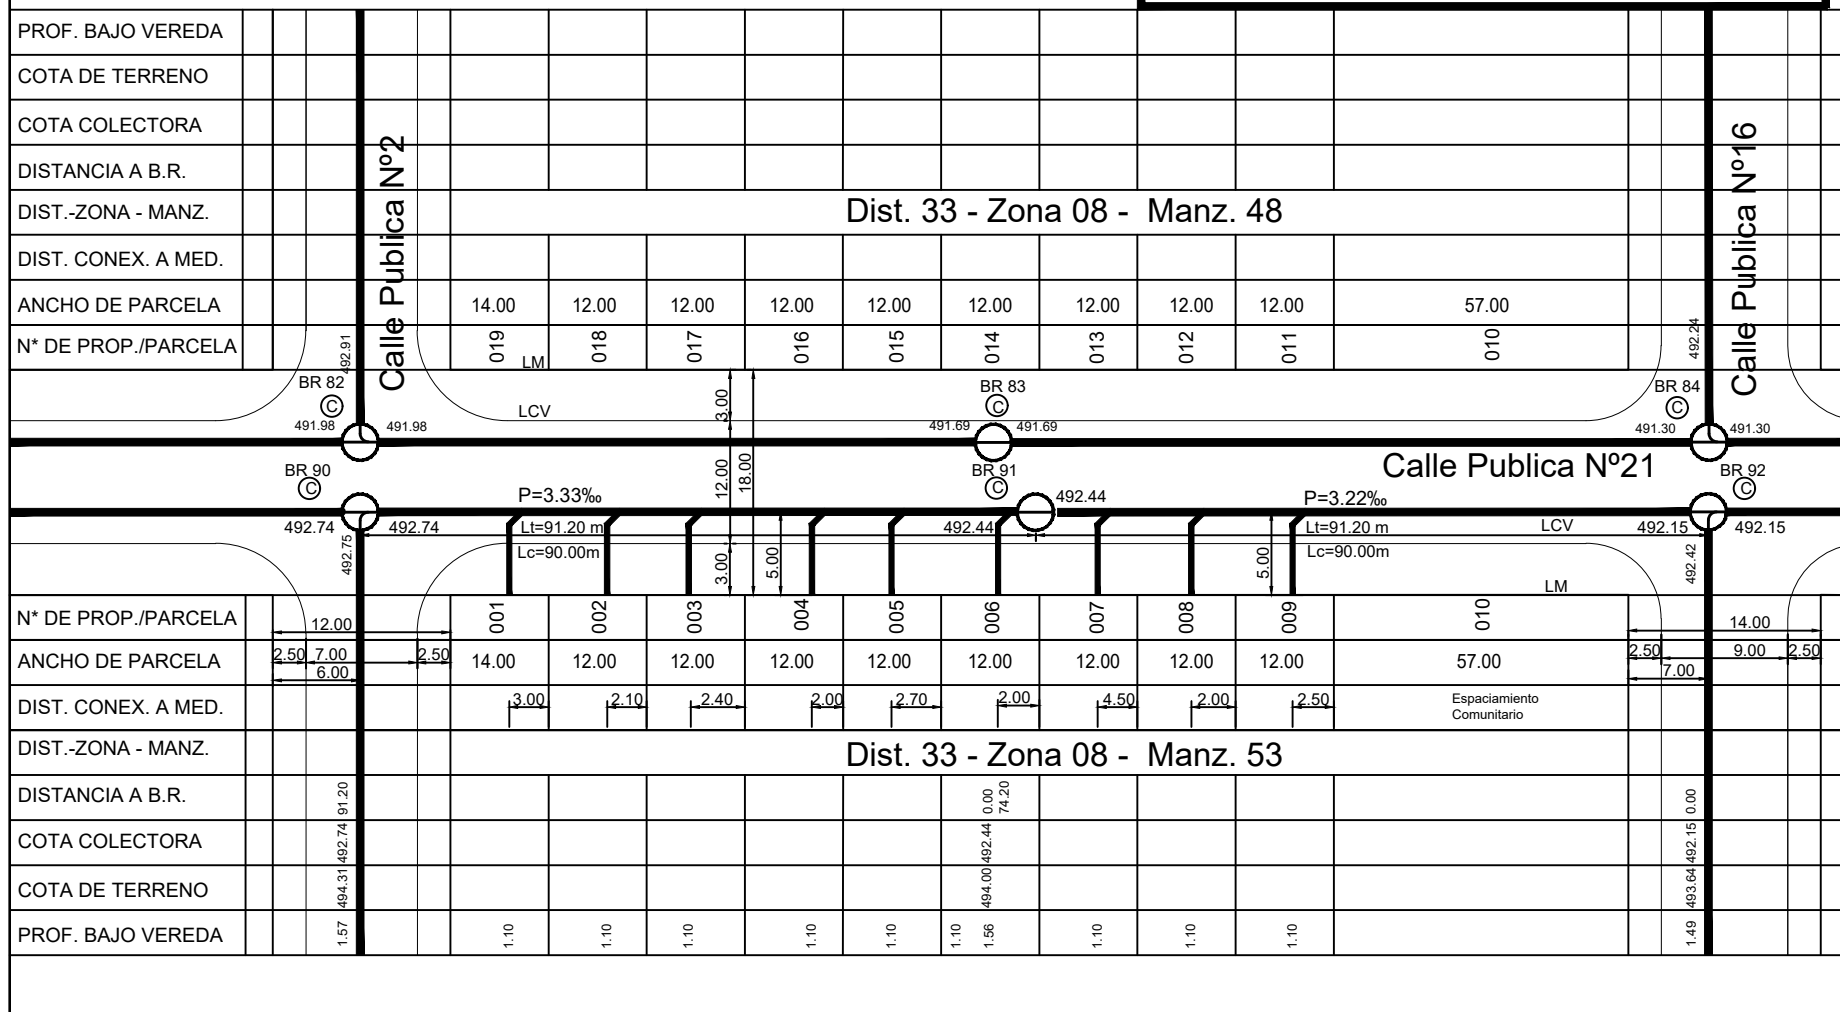 PROF. BAJO VEREDA
COTA DE TERRENO
COTA COLECTORA
DISTANCIA A B.R.
DIST.-ZONA - MANZ. Dist. 33 - Zona 08 - Manz. 48
DIST. CONEX. A MED.
ANCHO DE PARCELA 14.00 12.00 12.00 12.00 12.00 12.00 12.00 12.00 12.00 57.00
N* DE PROP./PARCELA 019 018 017 016 015 014 013 012 011 010
Calle Publica Nº2
Calle Publica Nº16
492.91
492.24
LM
BR 82
C
BR 83
C
BR 84
C
LCV
3.00
491.98 491.98 491.69 491.69 491.30 491.30
12.00
18.00
Calle Publica Nº21
BR 90
C
BR 91
C
BR 92
C
P=3.33‰ 492.44 P=3.22‰
492.74 492.74 Lt=91.20 m 492.44 Lt=91.20 m LCV 492.15 492.15
492.75
Lc=90.00m
3.00
5.00
5.00
Lc=90.00m
492.42
LM
N* DE PROP./PARCELA 001 002 003 004 005 006 007 008 009 010
12.00
14.00
ANCHO DE PARCELA 14.00 12.00 12.00 12.00 12.00 12.00 12.00 12.00 12.00 57.00
2.50 7.00 2.50
6.00
2.50 9.00 2.50
7.00
DIST. CONEX. A MED. 3.00 2.10 2.40 2.00 2.70 2.00 4.50 2.00 2.50
Espaciamiento
Comunitario
DIST.-ZONA - MANZ. Dist. 33 - Zona 08 - Manz. 53
DISTANCIA A B.R. 91.20 0.00 74.20 0.00
COTA COLECTORA 492.74 492.44 492.15
COTA DE TERRENO 494.31 494.00 493.64
PROF. BAJO VEREDA 1.57 1.10 1.10 1.10 1.10 1.10 1.10 1.56 1.10 1.10 1.10 1.49